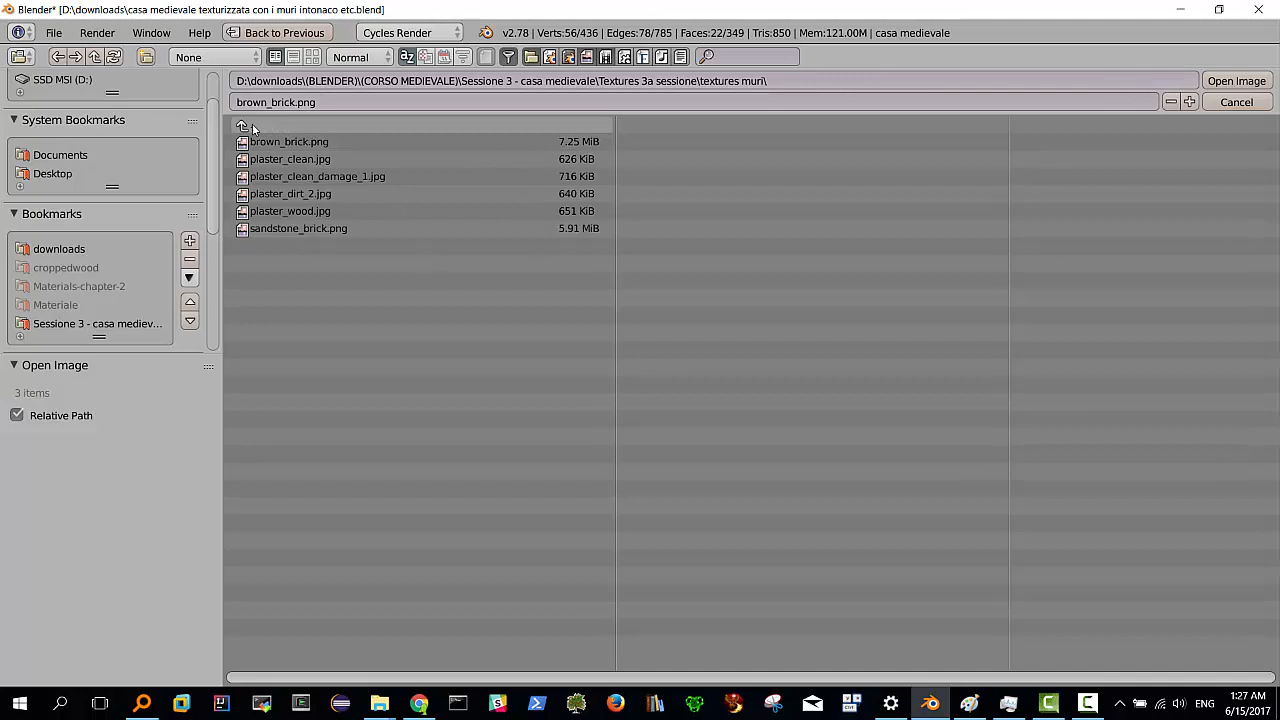 Blender* [D:\downloads\casa medievale texturizzata con i muri intonaco etc.blend]
File Render Window Help Back to Previous Cycles Render v2.78 | Verts:56/436 | Edges:78/785 | Faces:22/349 | Tris:850 | Mem:121.00M | casa medievale
None Normal
SSD MSI (D:)
System Bookmarks
Documents
Desktop
Bookmarks
downloads
croppedwood
Materials-chapter-2
Materiale
Sessione 3 - casa mediev...
Open Image
3 items
Relative Path
D:\downloads\(BLENDER)\(CORSO MEDIEVALE)\Sessione 3 - casa medievale\Textures 3a sessione\textures muri\ Open Image
brown_brick.png Cancel
brown_brick.png 7.25 MiB
plaster_clean.jpg 626 KiB
plaster_clean_damage_1.jpg 716 KiB
plaster_dirt_2.jpg 640 KiB
plaster_wood.jpg 651 KiB
sandstone_brick.png 5.91 MiB
ENG
1:27 AM
6/15/2017